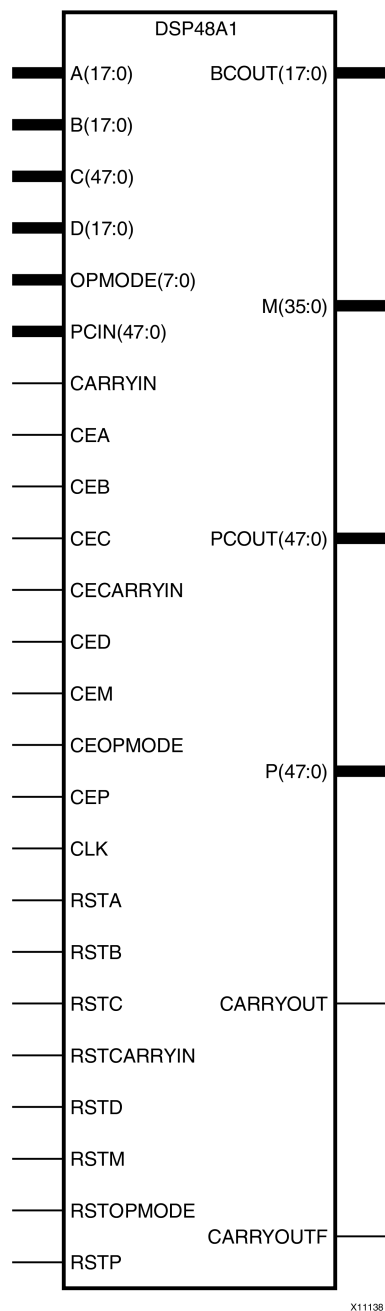 DSP48A1
A(17:0)
BCOUT(17:0)
B(17:0)
C(47:0)
D(17:0)
OPMODE(7:0)
M(35:0)
PCIN(47:0)
CARRYIN
CEA
CEB
CEC
PCOUT(47:0)
CECARRYIN
CED
CEM
CEOPMODE
P(47:0)
CEP
CLK
RSTA
RSTB
RSTC
CARRYOUT
RSTCARRYIN
RSTD
RSTM
RSTOPMODE
CARRYOUTF
RSTP
X11138